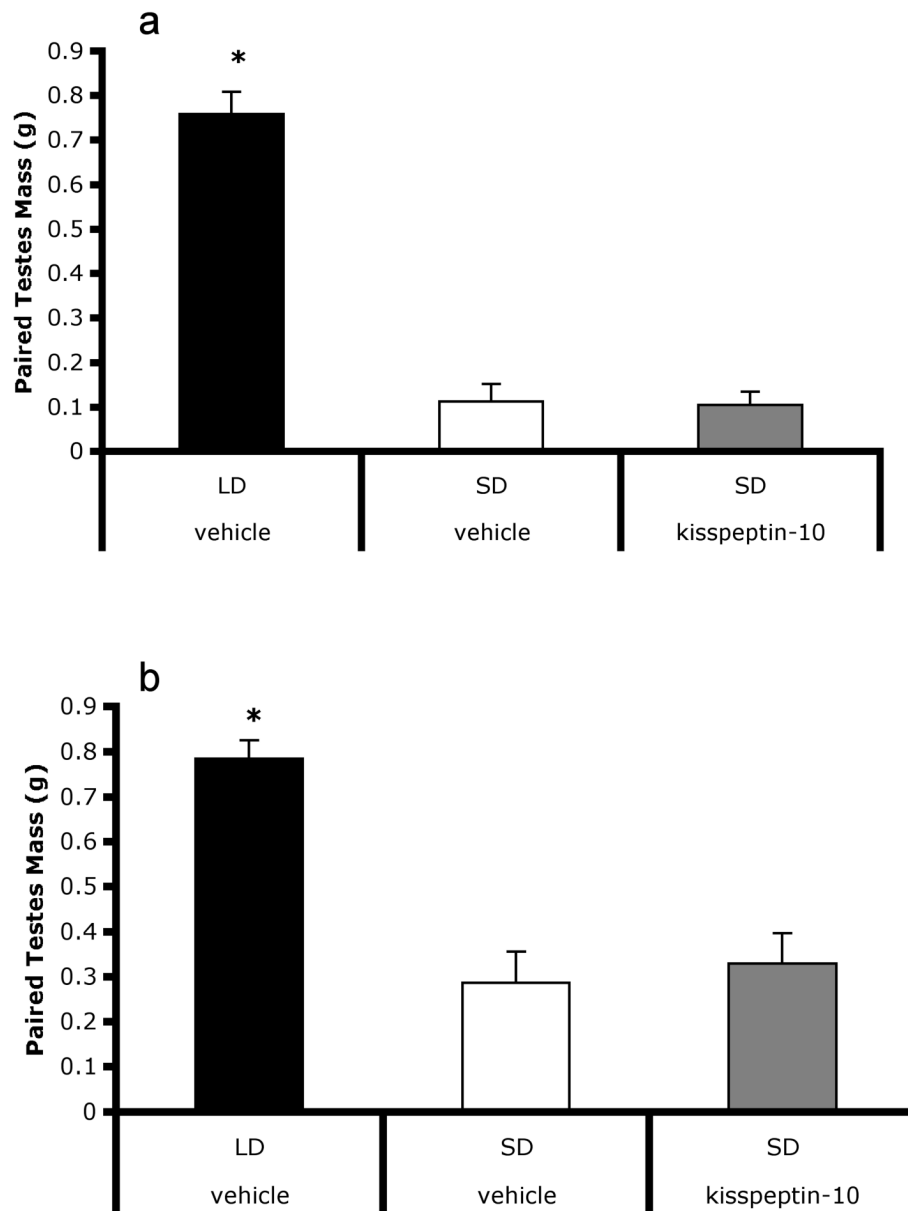 a
Paired Testes Mass (g)
0.9
0.8
0.7
0.6
0.5
0.4
0.3
0.2
0.1
0
*
LD SD SD
vehicle vehicle kisspeptin-10
b
Paired Testes Mass (g)
0.9
0.8
0.7
0.6
0.5
0.4
0.3
0.2
0.1
0
*
LD SD SD
vehicle vehicle kisspeptin-10